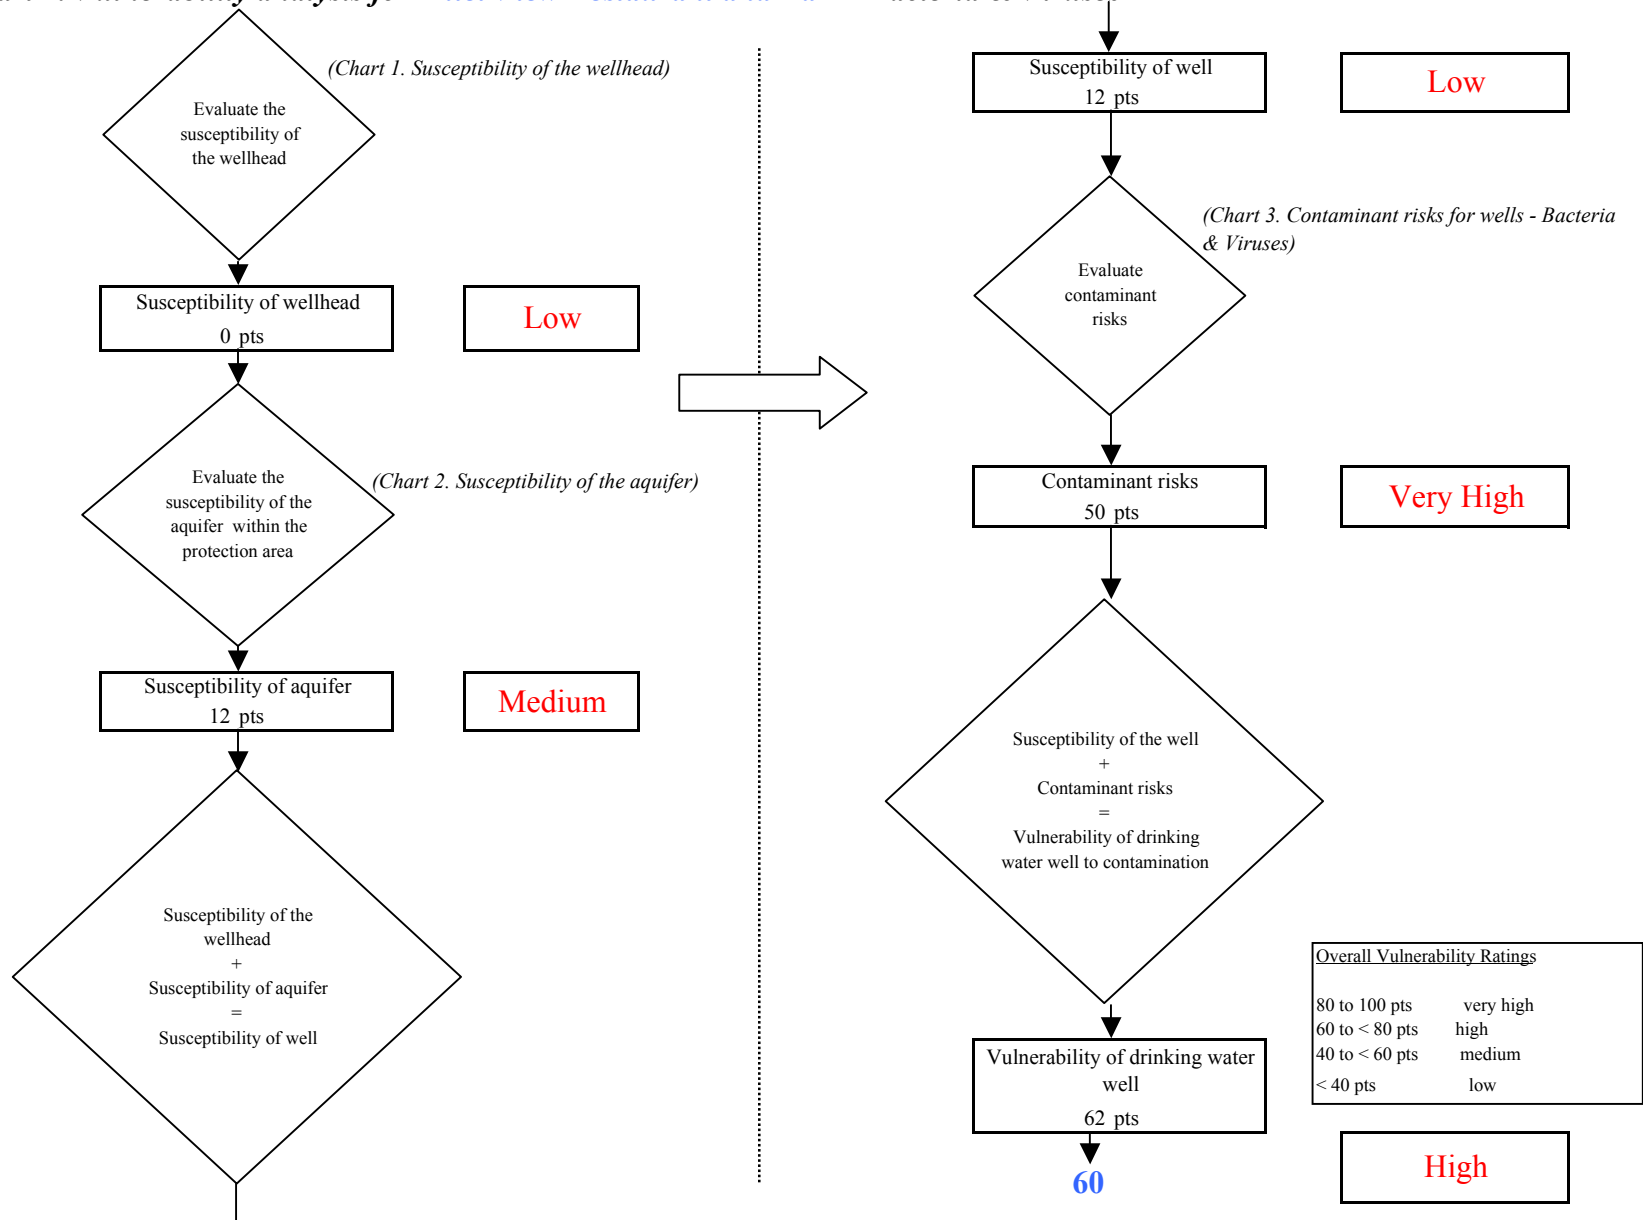 (Chart 1. Susceptibility of the wellhead)
Evaluate the
susceptibility of
the wellhead
Susceptibility of wellhead
0 pts
Low
Evaluate the
susceptibility of the
aquifer within the
protection area
(Chart 2. Susceptibility of the aquifer)
Susceptibility of aquifer
12 pts
Medium
Susceptibility of the
wellhead
+
Susceptibility of aquifer
=
Susceptibility of well
Susceptibility of well
12 pts
Low
(Chart 3. Contaminant risks for wells - Bacteria
& Viruses)
Evaluate
contaminant
risks
Contaminant risks
50 pts
Very High
Susceptibility of the well
+
Contaminant risks
=
Vulnerability of drinking
water well to contamination
Overall Vulnerability Ratings
80 to 100 pts very high
60 to < 80 pts high
40 to < 60 pts medium
< 40 pts low
Vulnerability of drinking water
well
62 pts
60
High